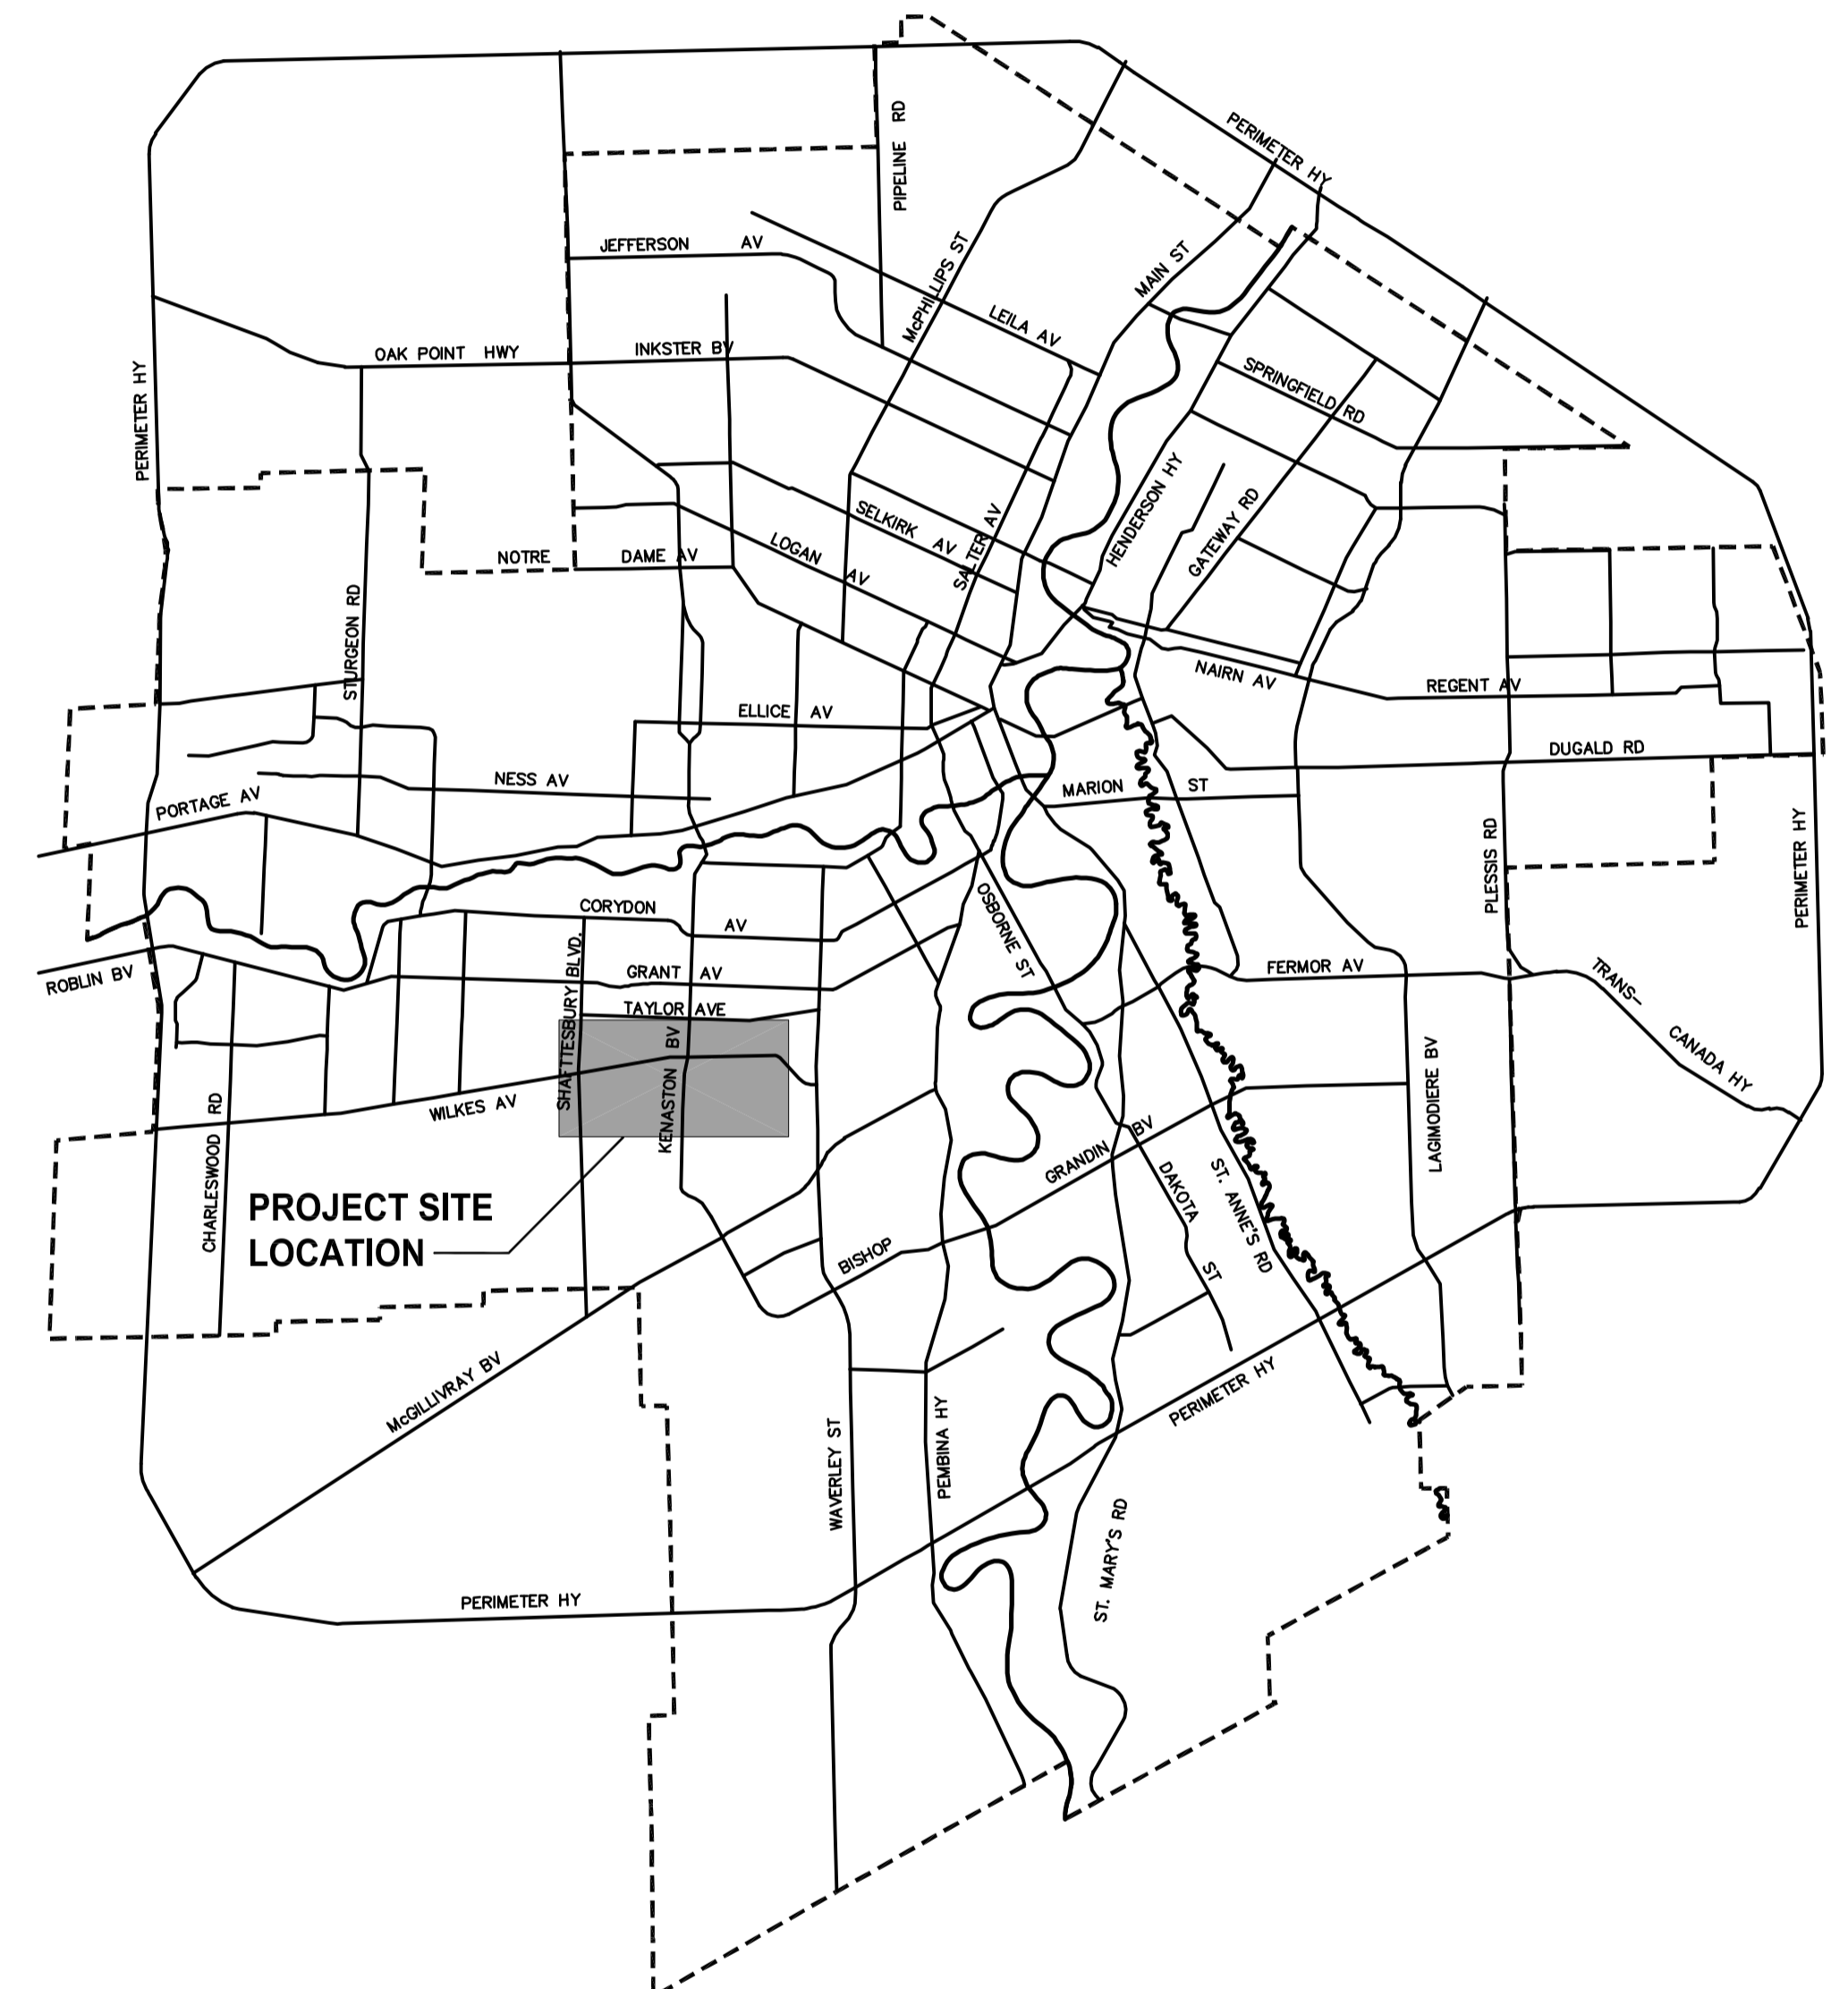 PIPELINE RD
PERIMETER HY
JEFFERSON AV
McPHILLIPS ST
MAIN ST
LEILA AV
OAK POINT HWY
INKSTER BV
PERIMETER HY
SPRINGFIELD RD
HENDERSON HY
GATEWAY RD
SELKIRK AV
SALTER AV
LOGAN AV
NOTRE DAME AV
STURGEON RD
NAIRN AV
REGENT AV
ELLICE AV
DUGALD RD
NESS AV
PORTAGE AV
MARION ST
PLESSIS RD
PERIMETER HY
CORYDON AV
OSBORNE ST
SHAFTTESBURY BLVD.
ROBLIN BV
GRANT AV
FERMOR AV
TRANS-
CANADA HY
TAYLOR AVE
KENASTON BV
WILKES AV
LAGIMODIERE BV
CHARLESWOOD RD
GRANDIN BV
DAKOTA ST
ST. ANNE'S RD
PROJECT SITE
LOCATION
BISHOP
McGILLIVRAY BV
PERIMETER HY
WAVERLEY ST
PEMBINA HY
ST. MARY'S RD
PERIMETER HY